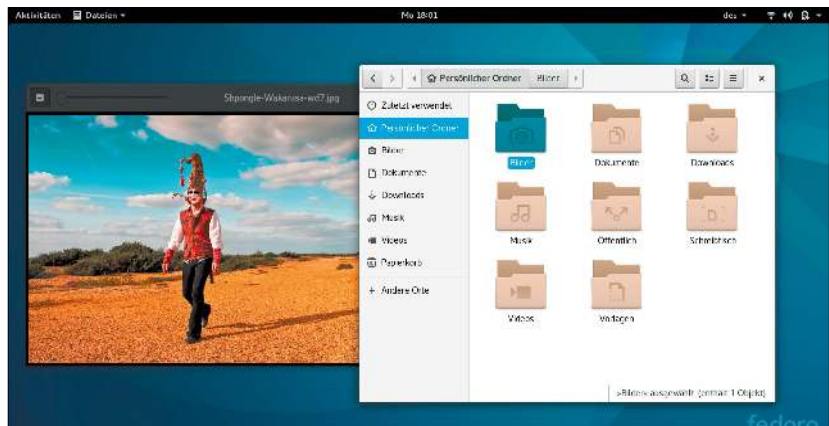 Aktivitäten Dateien Mo 18:01
Shpongle-Wakarusa-wd7.jpg
Persönlicher Ordner Bilder
Zuletzt verwendet
Persönlicher Ordner
Bilder
Dokumente
Downloads
Musik
Videos
Papierkorb
+ Andere Orte
Bilder Dokumente Downloads
Musik Öffentlich Schreibtisch
Videos Vorlagen
»Bilder« ausgewählt (enthält 1 Objekt)
fedora